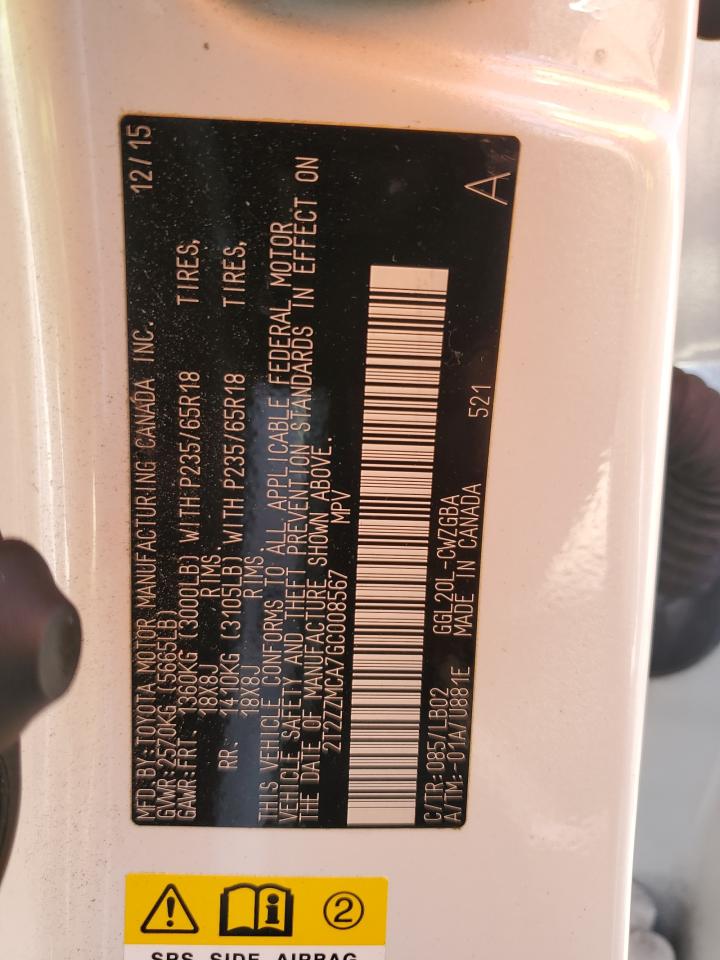 MFD. BY: TOYOTA MOTOR MANUFACTURING CANADA INC. 12/15
GVWR: 2570KG (5665LB)
GAWR: FRT. 1360KG (3000LB) WITH P235/65R18 TIRES,
18X8J RIMS.
RR. 1410KG (3105LB) WITH P235/65R18 TIRES,
18X8J RIMS.
THIS VEHICLE CONFORMS TO ALL APPLICABLE FEDERAL MOTOR
VEHICLE SAFETY AND THEFT PREVENTION STANDARDS IN EFFECT ON
THE DATE OF MANUFACTURE SHOWN ABOVE.
2T2ZZMCA7GC008567 MPV
C/TR: 085/LB02 GGL20L-CWZGBA A
A/TM: -01A/U881E MADE IN CANADA 521
2
SRS SIDE AIRBAG